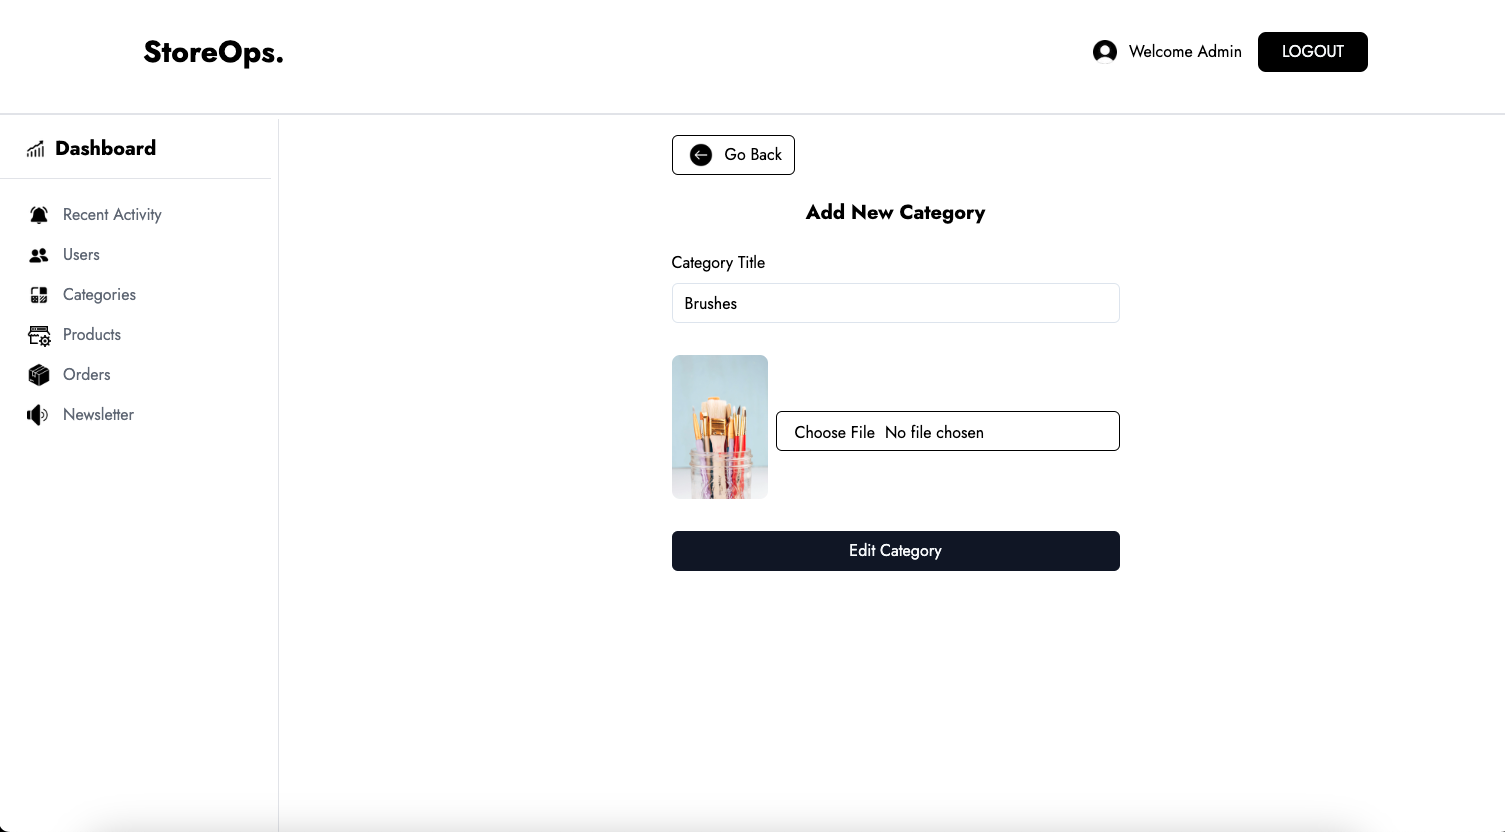 StoreOps.
Welcome Admin
LOGOUT
Dashboard
Recent Activity
Users
Categories
Products
Orders
Newsletter
Go Back
Add New Category
Category Title
Brushes
Choose File No file chosen
Edit Category